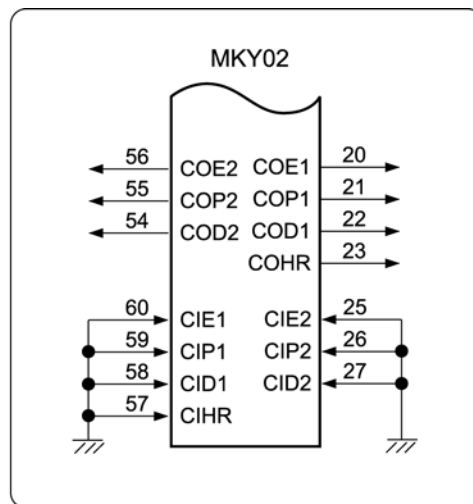 MKY02
56 COE2 COE1 20
55 COP2 COP1 21
54 COD2 COD1 22
COHR 23
60 CIE1 CIE2 25
59 CIP1 CIP2 26
58 CID1 CID2 27
57 CIHR